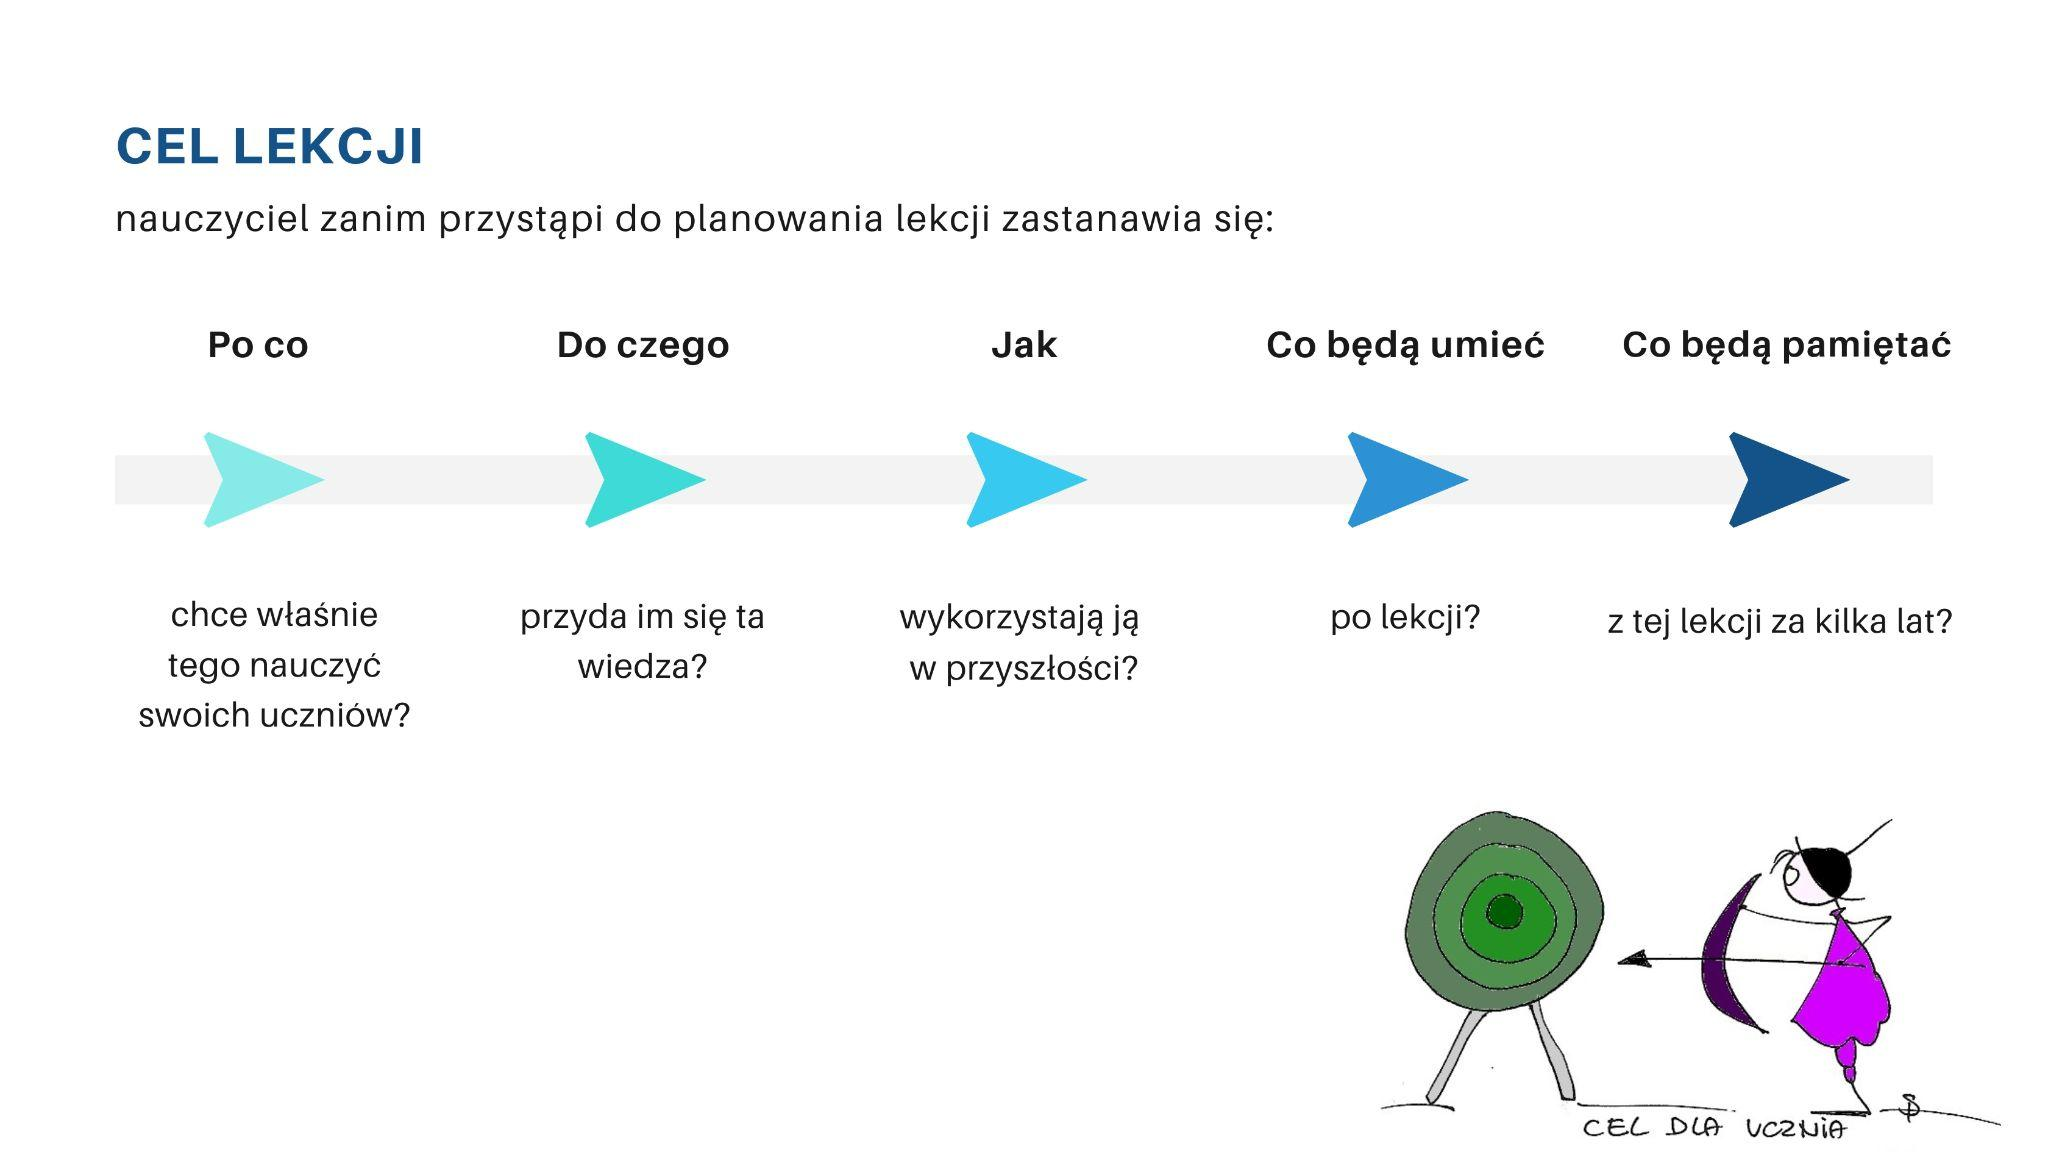 CEL LEKCJI
nauczyciel zanim przystąpi do planowania lekcji zastanawia się:
Po co
chce właśnie
tego nauczyć
swoich uczniów?
Do czego
przyda im się ta
wiedza?
Jak
wykorzystają ją
w przyszłości?
Co będą umieć
po lekcji?
Co będą pamiętać
z tej lekcji za kilka lat?
CEL DLA UCZNIA